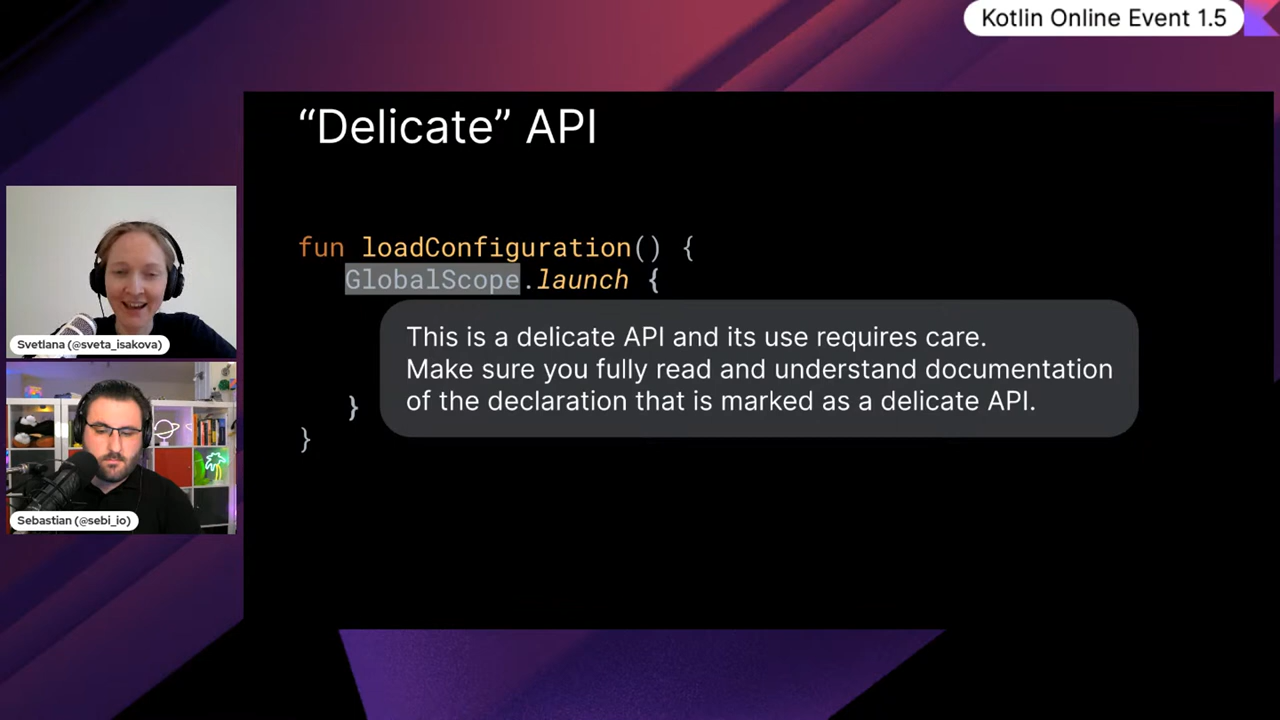 Kotlin Online Event 1.5
“Delicate” API
fun loadConfiguration() {
GlobalScope.launch {
This is a delicate API and its use requires care.
Make sure you fully read and understand documentation
of the declaration that is marked as a delicate API.
}
}
Svetlana (@sveta_isakova)
Sebastian (@sebi_io)